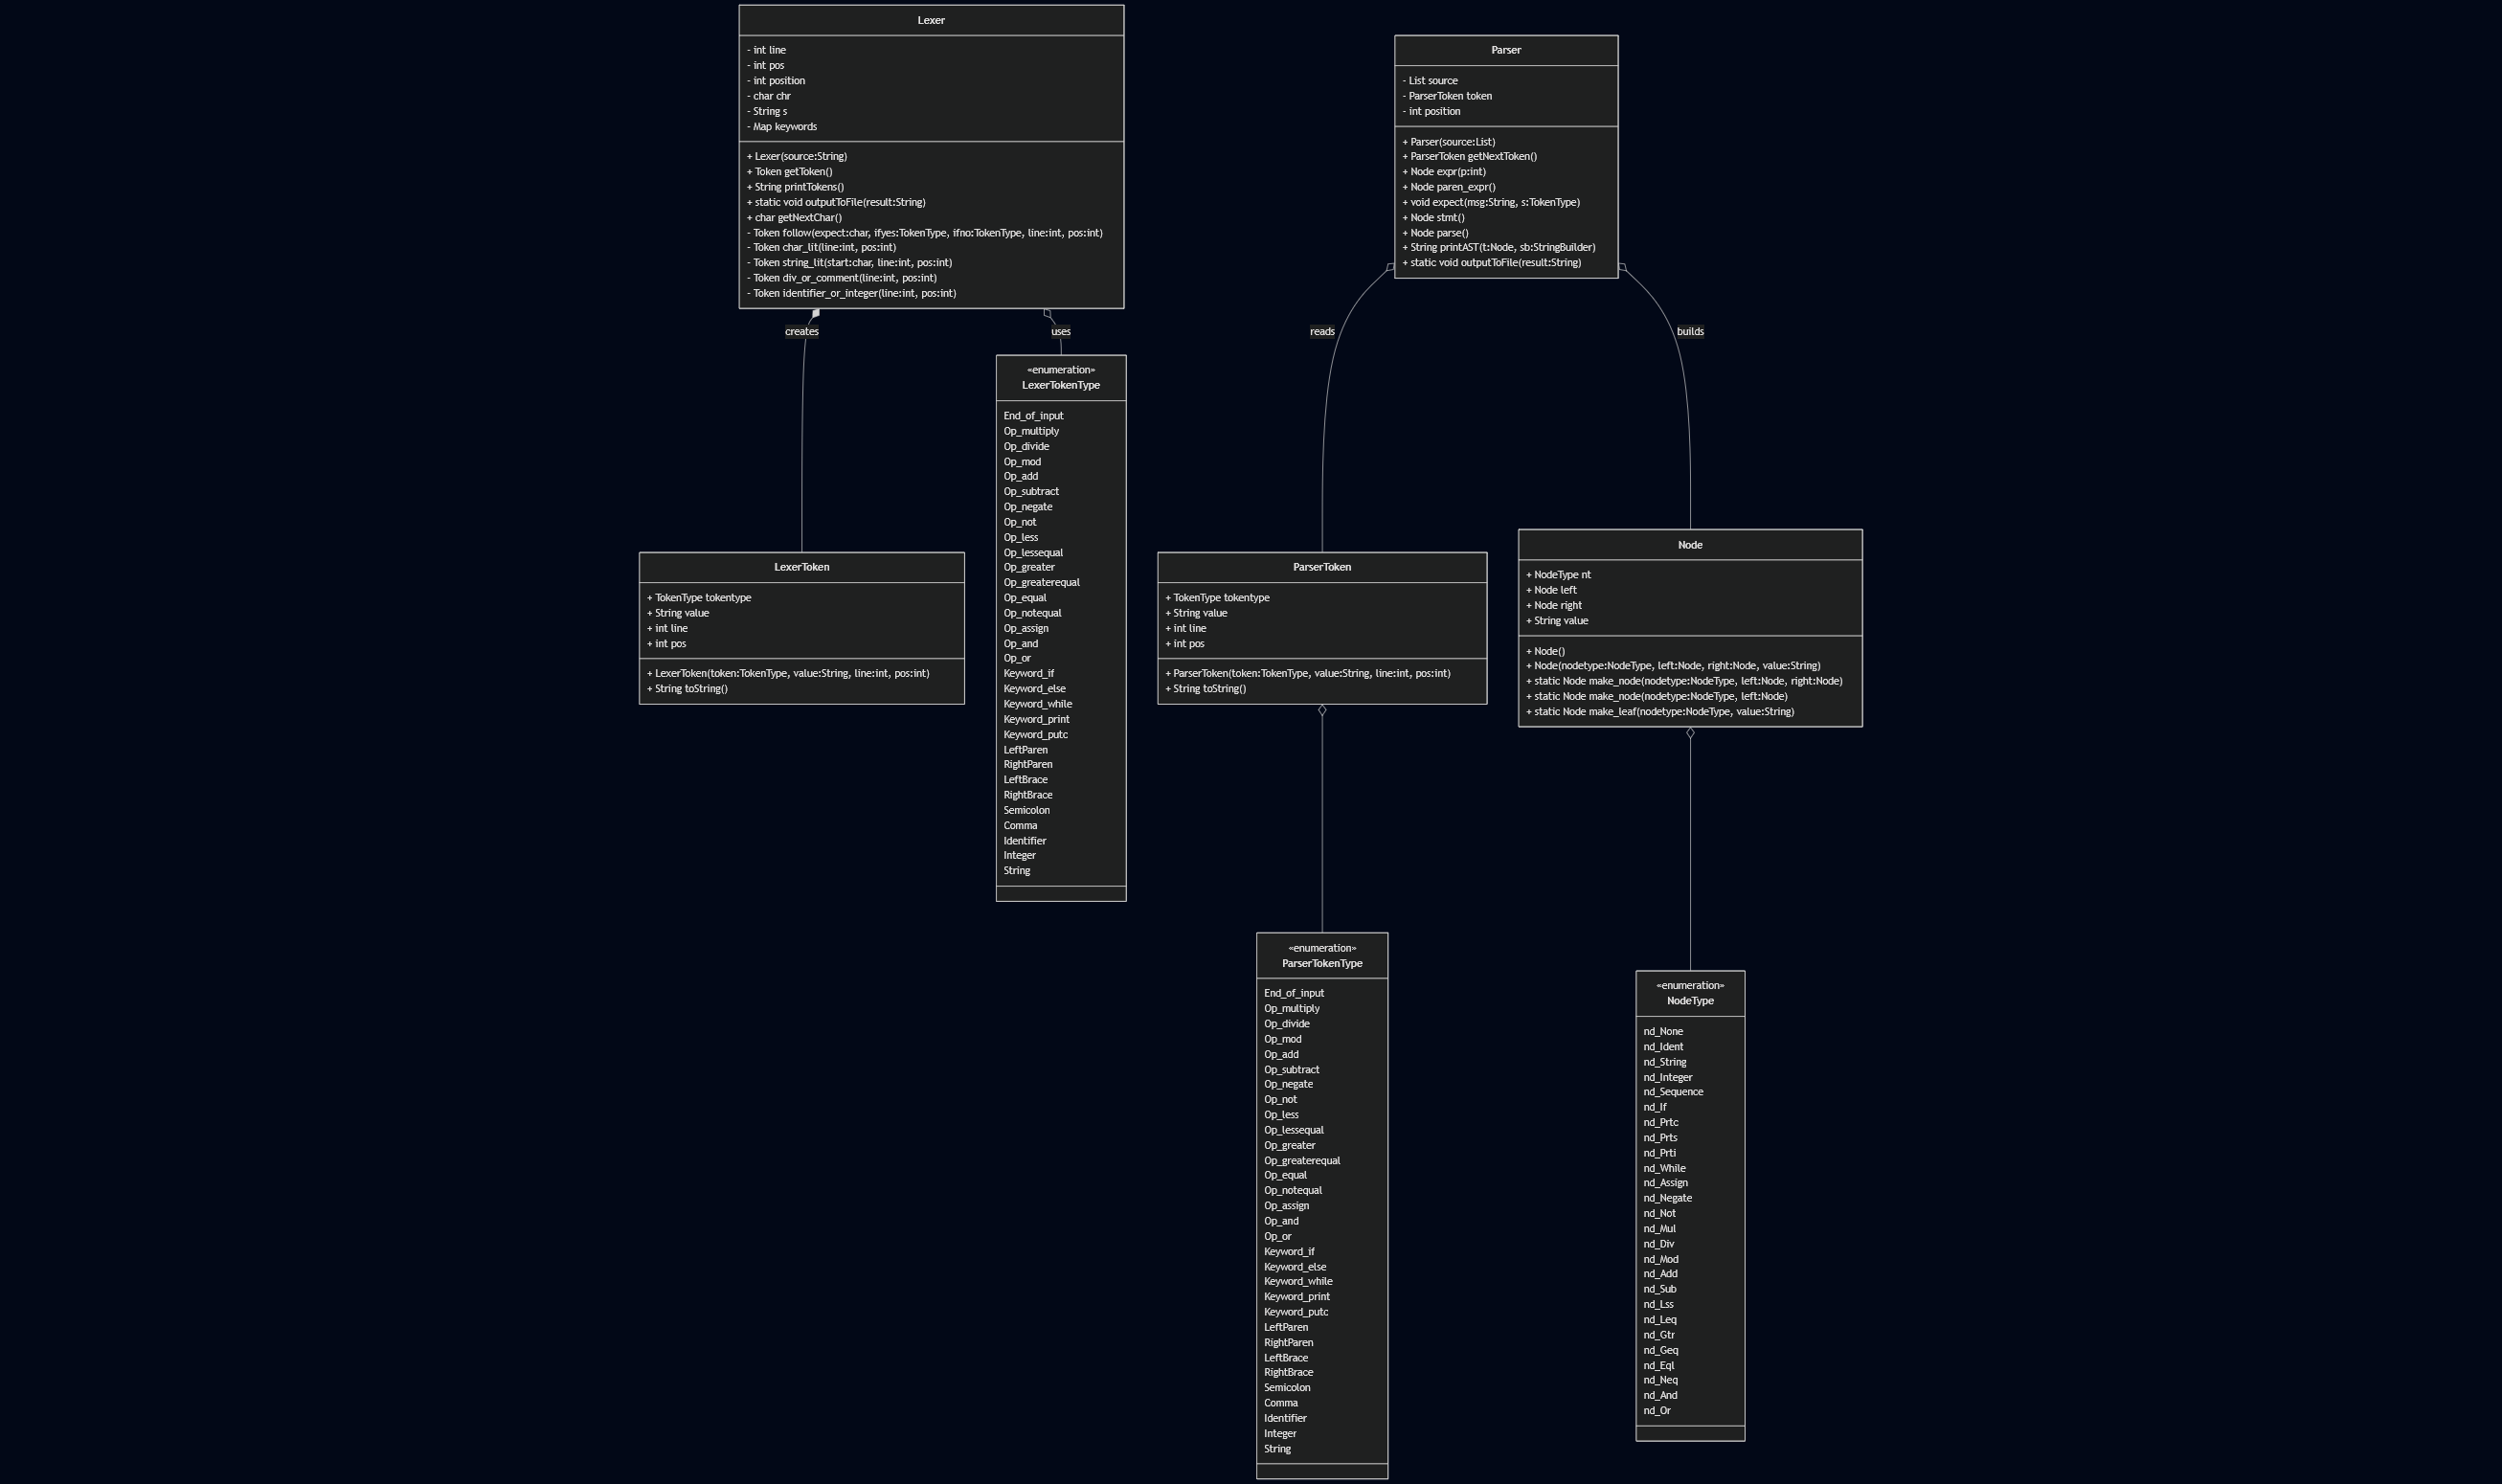 Lexer
- int line
- int pos
- int position
- char chr
- String s
- Map keywords
+ Lexer(source:String)
+ Token getToken()
+ String printTokens()
+ static void outputToFile(result:String)
+ char getNextChar()
- Token follow(expect:char, ifyes:TokenType, ifno:TokenType, line:int, pos:int)
- Token char_lit(line:int, pos:int)
- Token string_lit(start:char, line:int, pos:int)
- Token div_or_comment(line:int, pos:int)
- Token identifier_or_integer(line:int, pos:int)
Parser
- List source
- ParserToken token
- int position
+ Parser(source:List)
+ ParserToken getNextToken()
+ Node expr(p:int)
+ Node paren_expr()
+ void expect(msg:String, s:TokenType)
+ Node stmt()
+ Node parse()
+ String printAST(t:Node, sb:StringBuilder)
+ static void outputToFile(result:String)
creates
uses
reads
builds
«enumeration»
LexerTokenType
End_of_input
Op_multiply
Op_divide
Op_mod
Op_add
Op_subtract
Op_negate
Op_not
Op_less
Op_lessequal
Op_greater
Op_greaterequal
Op_equal
Op_notequal
Op_assign
Op_and
Op_or
Keyword_if
Keyword_else
Keyword_while
Keyword_print
Keyword_putc
LeftParen
RightParen
LeftBrace
RightBrace
Semicolon
Comma
Identifier
Integer
String
LexerToken
+ TokenType tokentype
+ String value
+ int line
+ int pos
+ LexerToken(token:TokenType, value:String, line:int, pos:int)
+ String toString()
ParserToken
+ TokenType tokentype
+ String value
+ int line
+ int pos
+ ParserToken(token:TokenType, value:String, line:int, pos:int)
+ String toString()
Node
+ NodeType nt
+ Node left
+ Node right
+ String value
+ Node()
+ Node(nodetype:NodeType, left:Node, right:Node, value:String)
+ static Node make_node(nodetype:NodeType, left:Node, right:Node)
+ static Node make_node(nodetype:NodeType, left:Node)
+ static Node make_leaf(nodetype:NodeType, value:String)
«enumeration»
ParserTokenType
End_of_input
Op_multiply
Op_divide
Op_mod
Op_add
Op_subtract
Op_negate
Op_not
Op_less
Op_lessequal
Op_greater
Op_greaterequal
Op_equal
Op_notequal
Op_assign
Op_and
Op_or
Keyword_if
Keyword_else
Keyword_while
Keyword_print
Keyword_putc
LeftParen
RightParen
LeftBrace
RightBrace
Semicolon
Comma
Identifier
Integer
String
«enumeration»
NodeType
nd_None
nd_Ident
nd_String
nd_Integer
nd_Sequence
nd_If
nd_Prtc
nd_Prts
nd_Prti
nd_While
nd_Assign
nd_Negate
nd_Not
nd_Mul
nd_Div
nd_Mod
nd_Add
nd_Sub
nd_Lss
nd_Leq
nd_Gtr
nd_Geq
nd_Eql
nd_Neq
nd_And
nd_Or